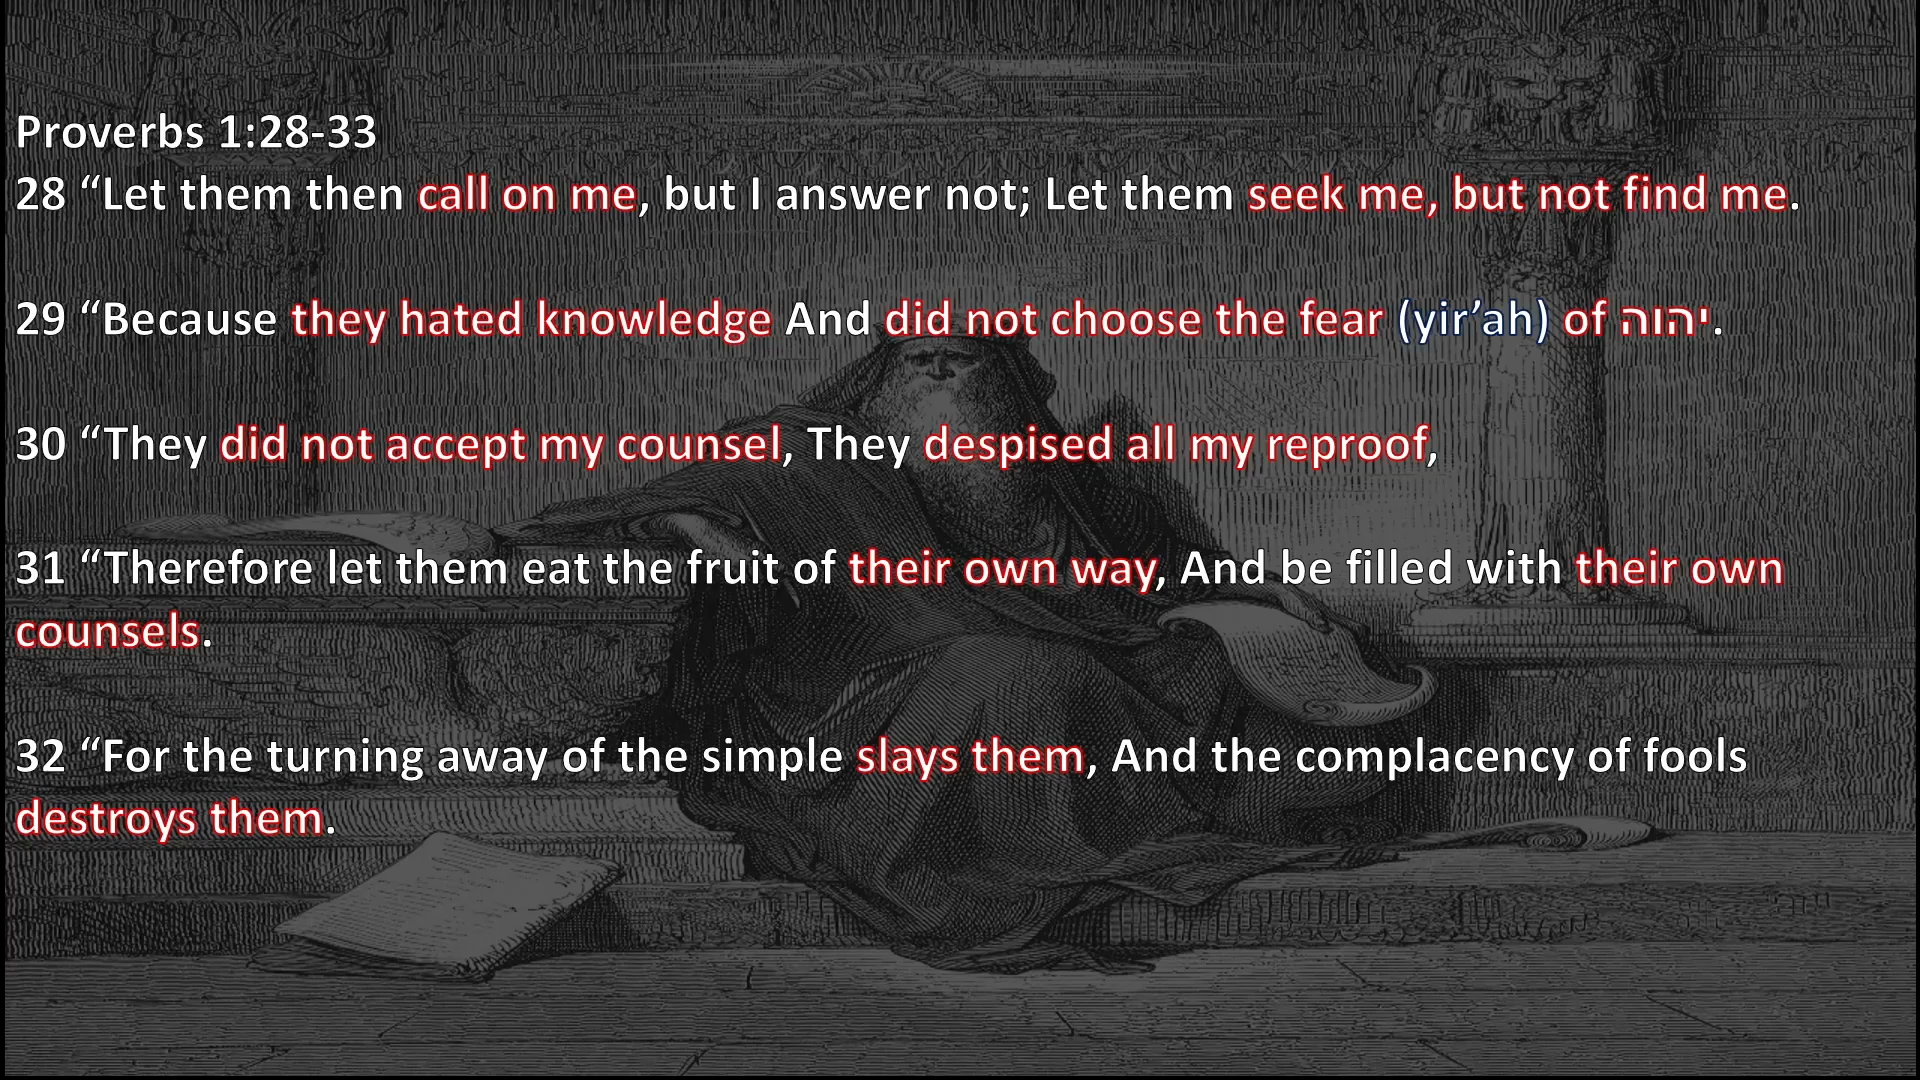 Proverbs 1:28-33
28 “Let them then call on me, but I answer not; Let them seek me, but not find me.
29 “Because they hated knowledge And did not choose the fear (yir’ah) of יהוה.
30 “They did not accept my counsel, They despised all my reproof,
31 “Therefore let them eat the fruit of their own way, And be filled with their own
counsels.
32 “For the turning away of the simple slays them, And the complacency of fools
destroys them.